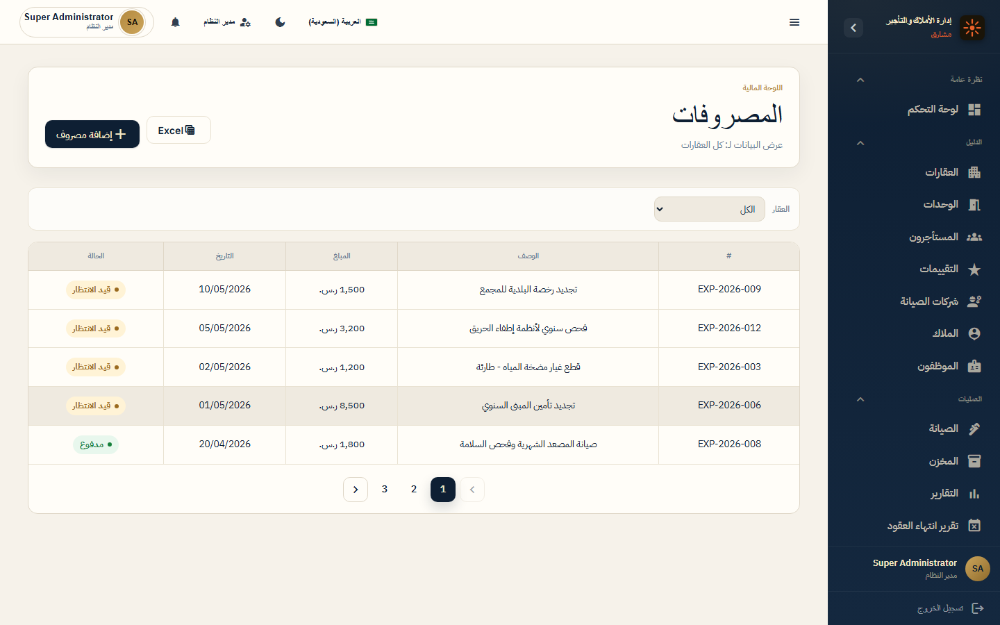 إدارة الأملاك والتأجير
مشارق
نظرة عامة
لوحة التحكم
الدليل
العقارات
الوحدات
المستأجرون
التقييمات
شركات الصيانة
الملاك
الموظفون
العمليات
الصيانة
المخزن
التقارير
تقرير انتهاء العقود
Super Administrator
مدير النظام
SA
تسجيل الخروج
العربية (السعودية)
مدير النظام
SA
Super Administrator
مدير النظام
اللوحة المالية
المصروفات
عرض البيانات لـ: كل العقارات
Excel
إضافة مصروف
العقار
الكل
# الوصف المبلغ التاريخ الحالة
EXP-2026-009 تجديد رخصة البلدية للمجمع 1,500 ر.س. 10/05/2026 قيد الانتظار
EXP-2026-012 فحص سنوي لأنظمة إطفاء الحريق 3,200 ر.س. 05/05/2026 قيد الانتظار
EXP-2026-003 قطع غيار مضخة المياه - طارئة 1,200 ر.س. 02/05/2026 قيد الانتظار
EXP-2026-006 تجديد تأمين المبنى السنوي 8,500 ر.س. 01/05/2026 قيد الانتظار
EXP-2026-008 صيانة المصعد الشهرية وفحص السلامة 1,800 ر.س. 20/04/2026 مدفوع
1 2 3